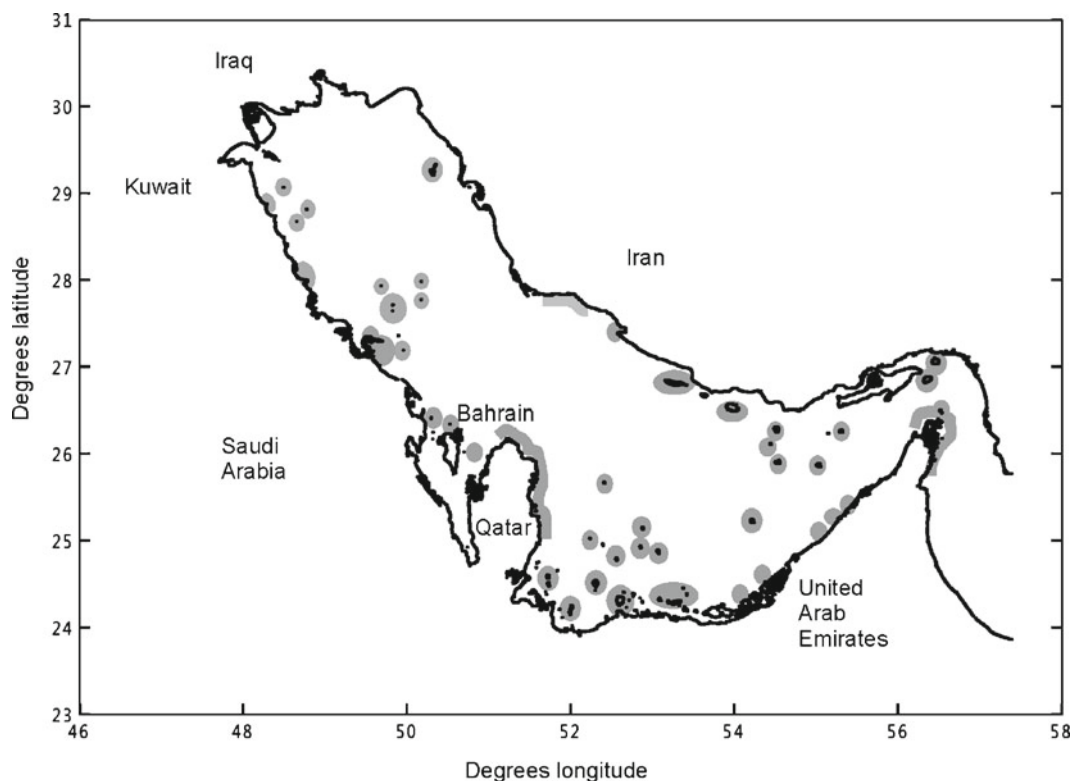 31
30
29
28
27
26
25
24
23
46
48
50
52
54
56
58
Degrees latitude
Degrees longitude
Iraq
Kuwait
Iran
Bahrain
Saudi
Arabia
Qatar
United
Arab
Emirates